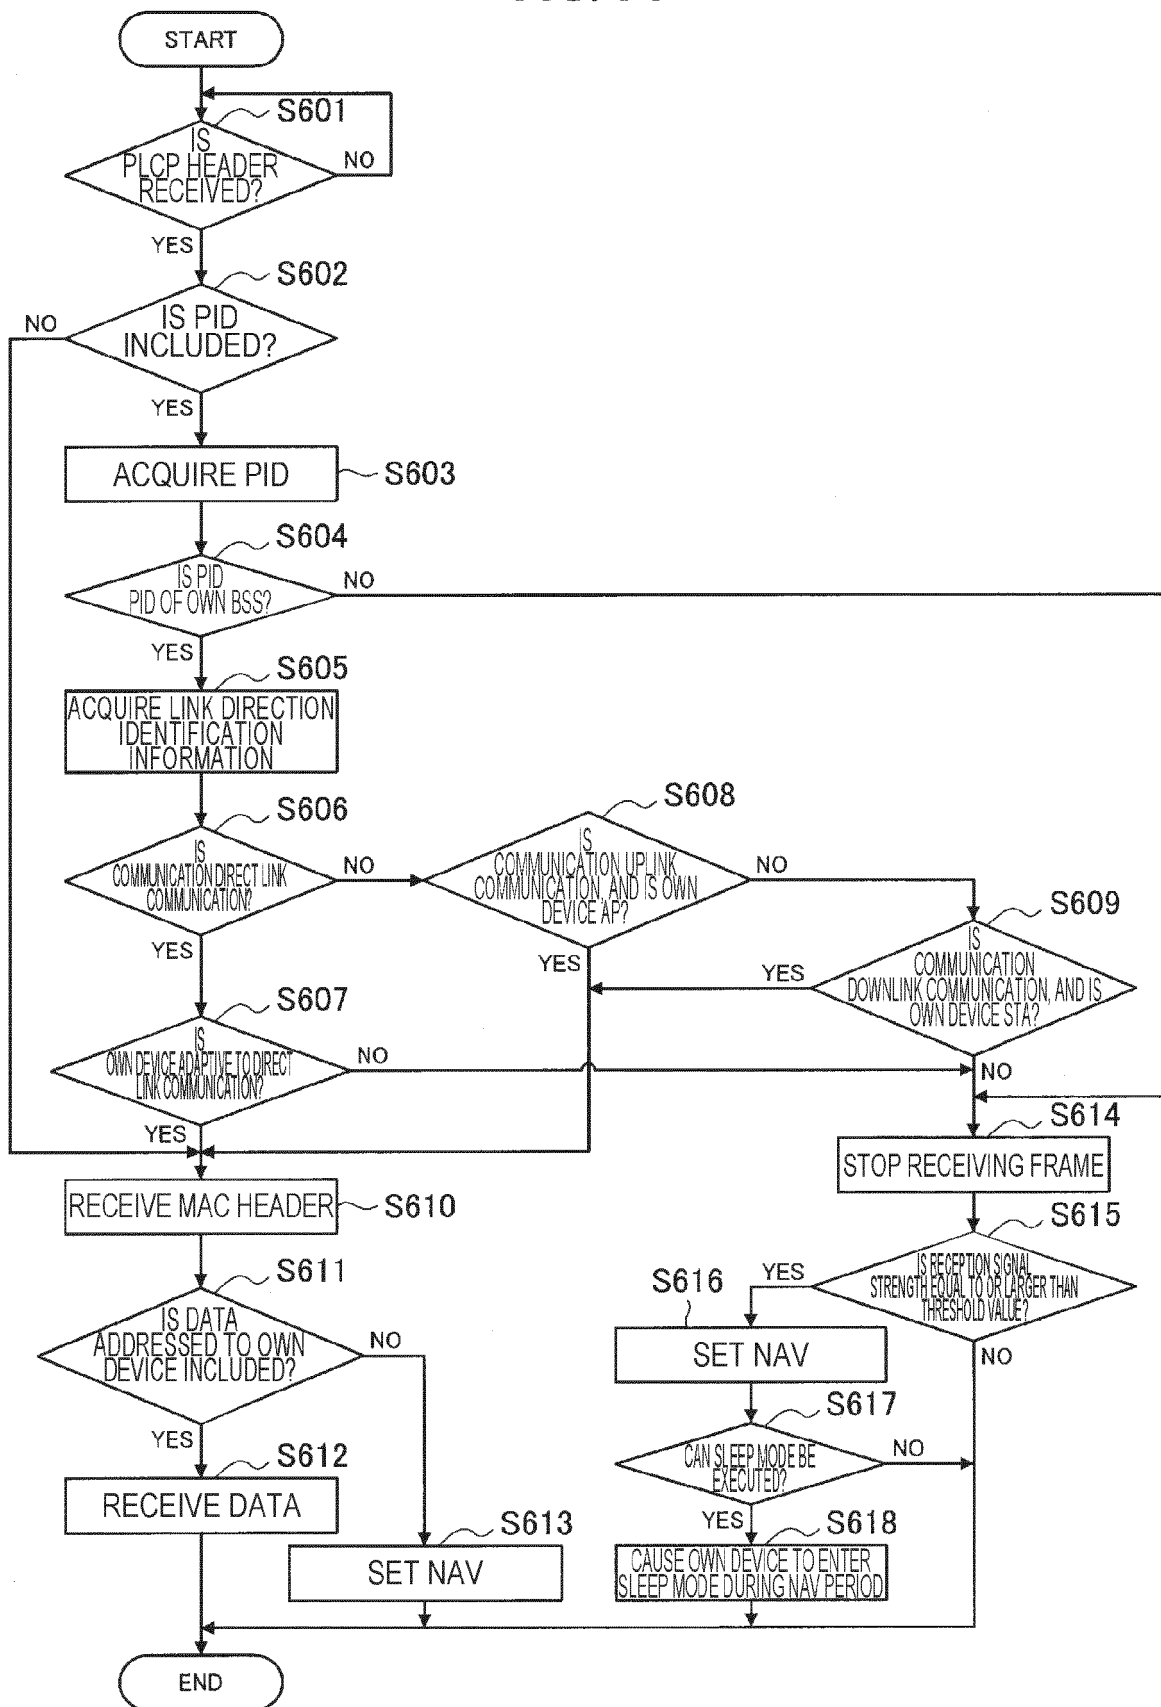 START
S601
IS
PLCP HEADER
RECEIVED?
NO
YES
S602
NO
IS PID
INCLUDED?
YES
ACQUIRE PID
S603
S604
IS PID
PID OF OWN BSS?
NO
YES
S605
ACQUIRE LINK DIRECTION
IDENTIFICATION
INFORMATION
S606
IS
COMMUNICATION DIRECT LINK
COMMUNICATION?
NO
YES
S608
IS
COMMUNICATION UPLINK
COMMUNICATION, AND IS OWN
DEVICE AP?
NO
YES
S609
IS
COMMUNICATION
DOWNLINK COMMUNICATION, AND IS
OWN DEVICE STA?
YES
NO
S607
IS
OWN DEVICE ADAPTIVE TO DIRECT
LINK COMMUNICATION?
NO
YES
S614
STOP RECEIVING FRAME
RECEIVE MAC HEADER
S610
S615
IS RECEPTION SIGNAL
STRENGTH EQUAL TO OR LARGER THAN
THRESHOLD VALUE?
YES
NO
S611
IS DATA
ADDRESSED TO OWN
DEVICE INCLUDED?
NO
YES
S616
SET NAV
S617
CAN SLEEP MODE BE
EXECUTED?
NO
YES
S612
RECEIVE DATA
S613
SET NAV
S618
CAUSE OWN DEVICE TO ENTER
SLEEP MODE DURING NAV PERIOD
END